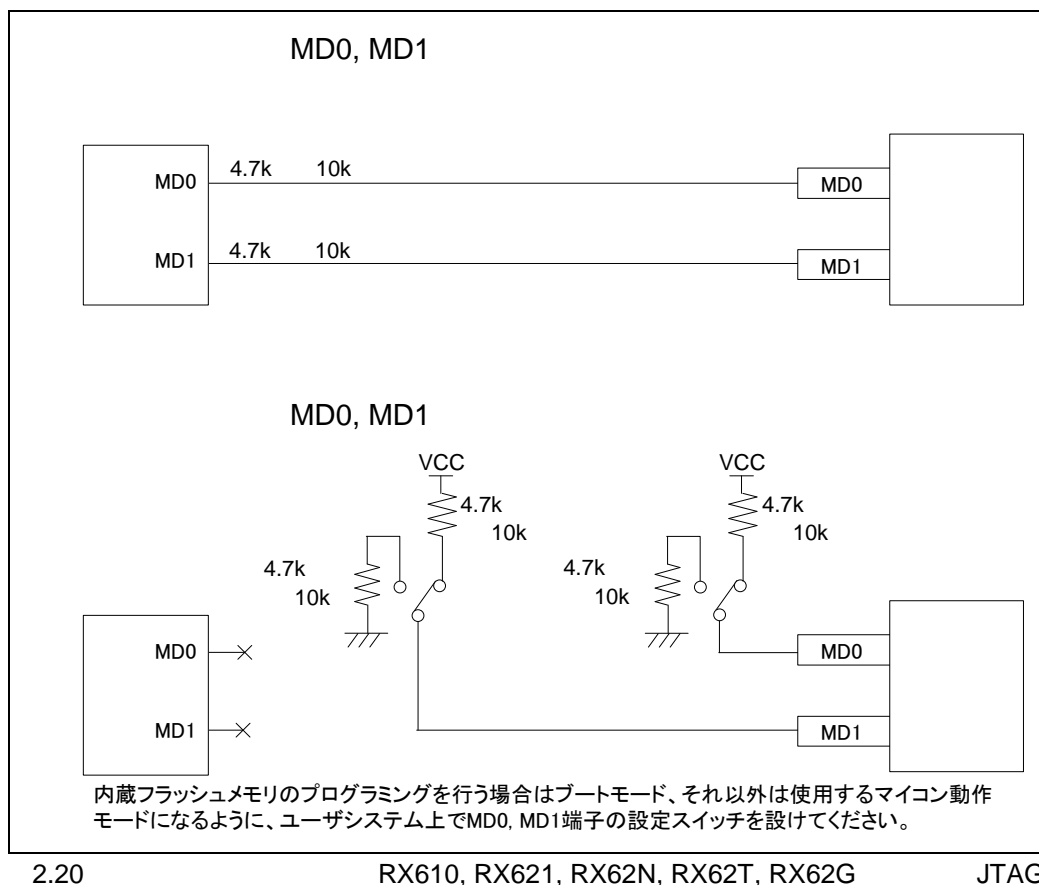 MD0, MD1
MD0 4.7k 10k MD0
MD1 4.7k 10k MD1
MD0, MD1
VCC VCC
4.7k 4.7k
10k 10k
4.7k 4.7k
10k 10k
MD0 MD0
MD1 MD1
内蔵フラッシュメモリのプログラミングを行う場合はブートモード、それ以外は使用するマイコン動作
モードになるように、ユーザシステム上でMD0, MD1端子の設定スイッチを設けてください。
2.20 RX610, RX621, RX62N, RX62T, RX62G JTAG